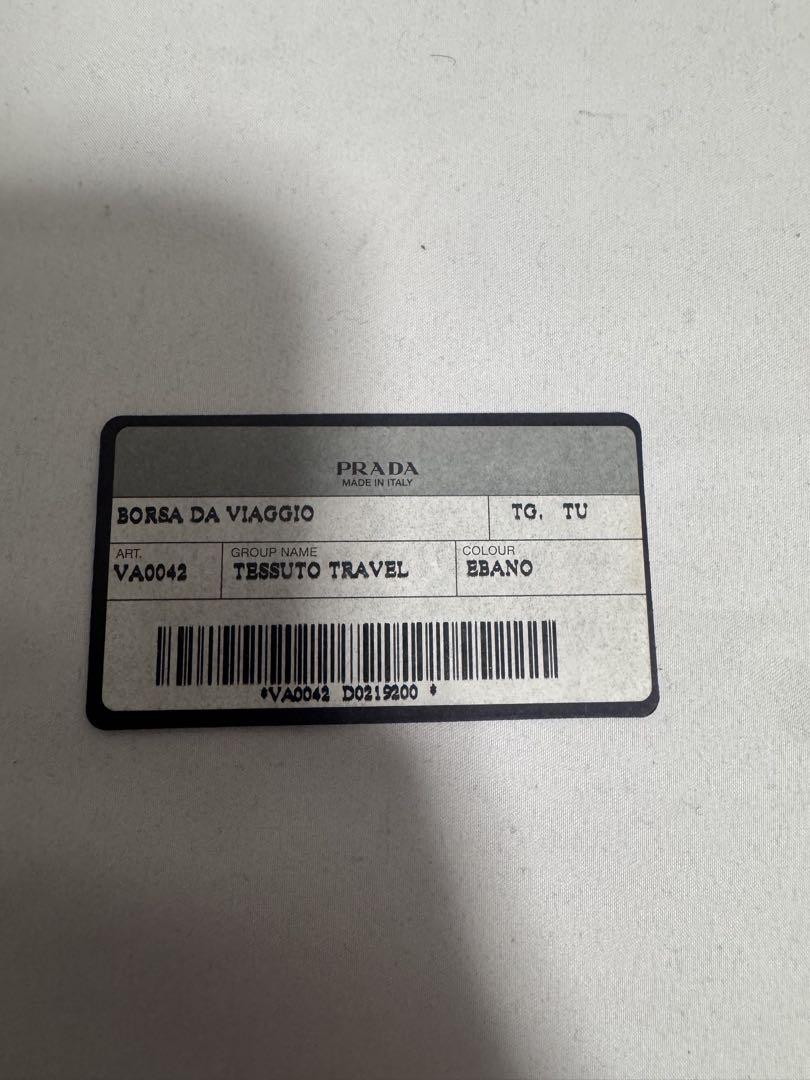 PRADA
MADE IN ITALY
BORSA DA VIAGGIO TG. TU
ART. GROUP NAME COLOUR
VA0042 TESSUTO TRAVEL EBANO
*VA0042 D0219200 *